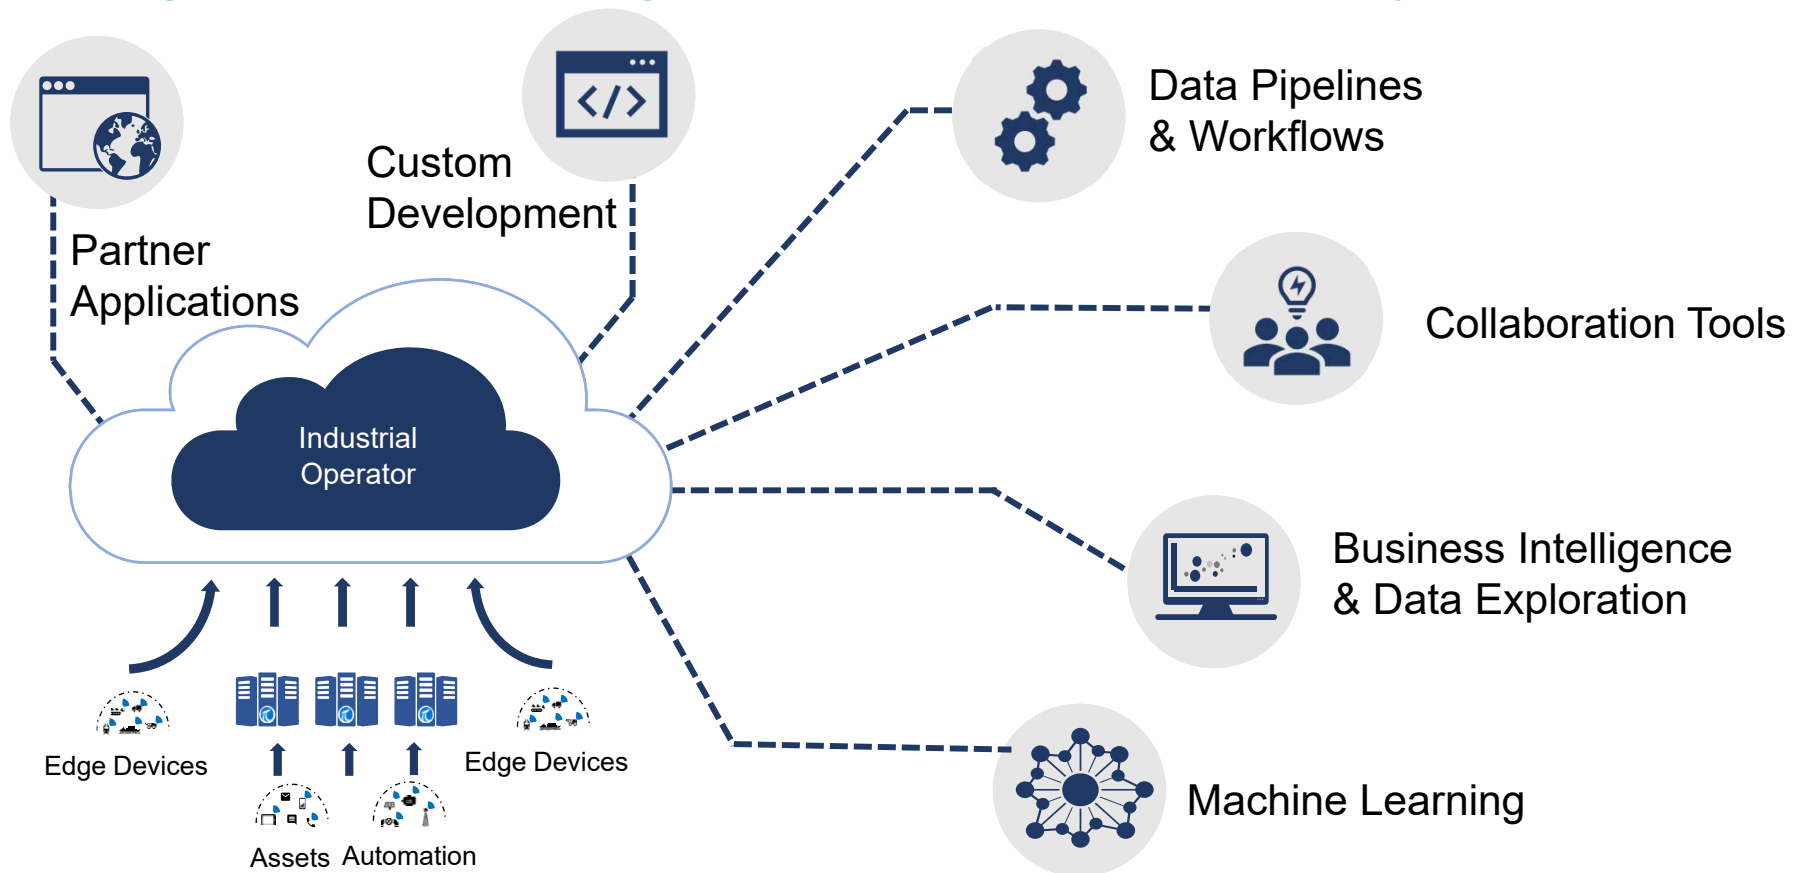 Custom
Development
Data Pipelines
& Workflows
Partner
Applications
Collaboration Tools
Industrial
Operator
Business Intelligence
& Data Exploration
Edge Devices
Edge Devices
Machine Learning
Assets
Automation